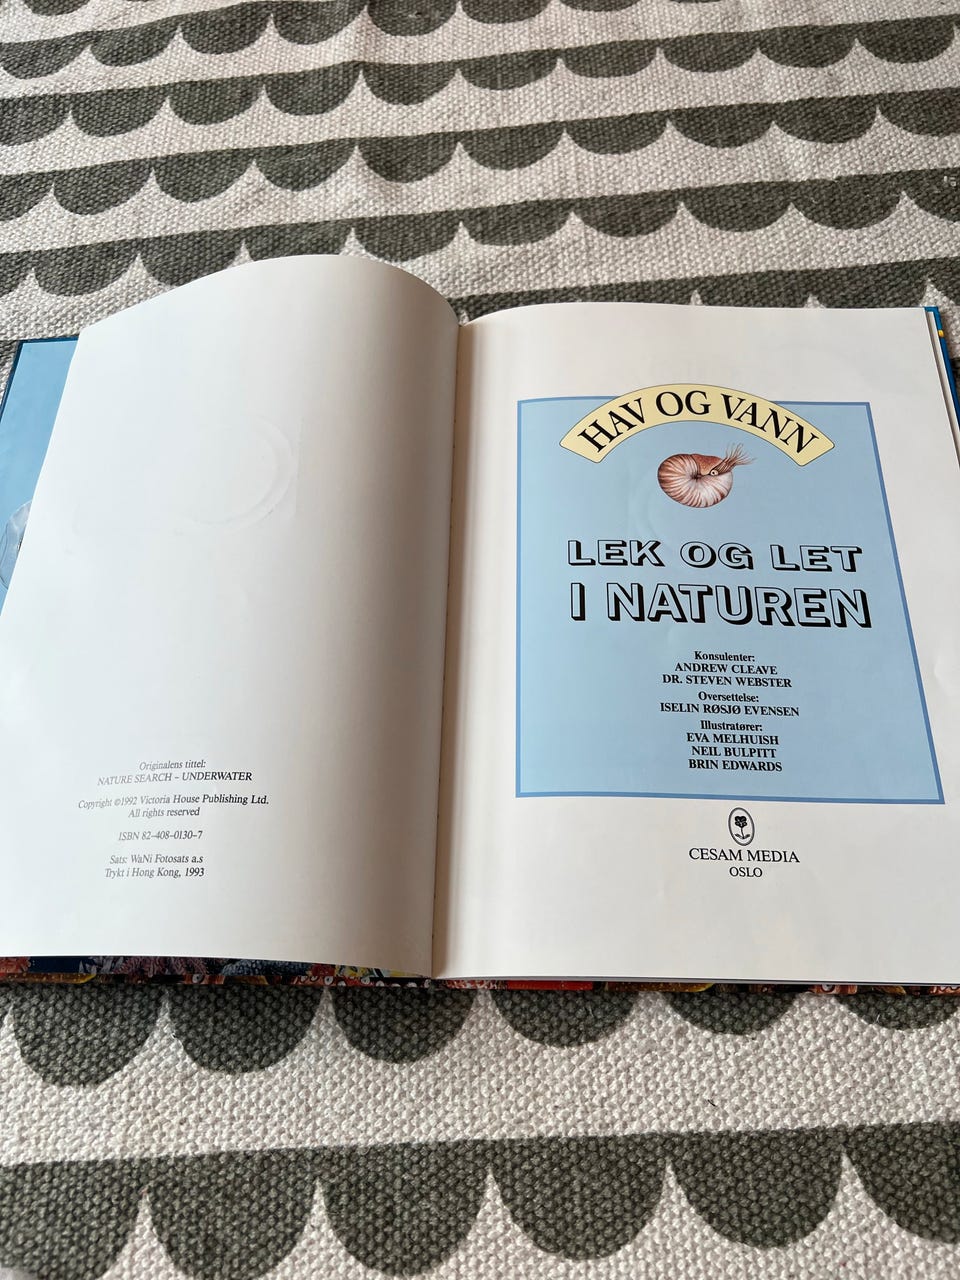 Originalens tittel:
NATURE SEARCH – UNDERWATER
Copyright ©1992 Victoria House Publishing Ltd.
All rights reserved
ISBN 82–408–0130–7
Sats: WaNi Fotosats a.s
Trykt i Hong Kong, 1993
HAV OG VANN
LEK OG LET
I NATUREN
Konsulenter:
ANDREW CLEAVE
DR. STEVEN WEBSTER
Oversettelse:
ISELIN RØSJØ EVENSEN
Illustratører:
EVA MELHUISH
NEIL BULPITT
BRIN EDWARDS
CESAM MEDIA
OSLO